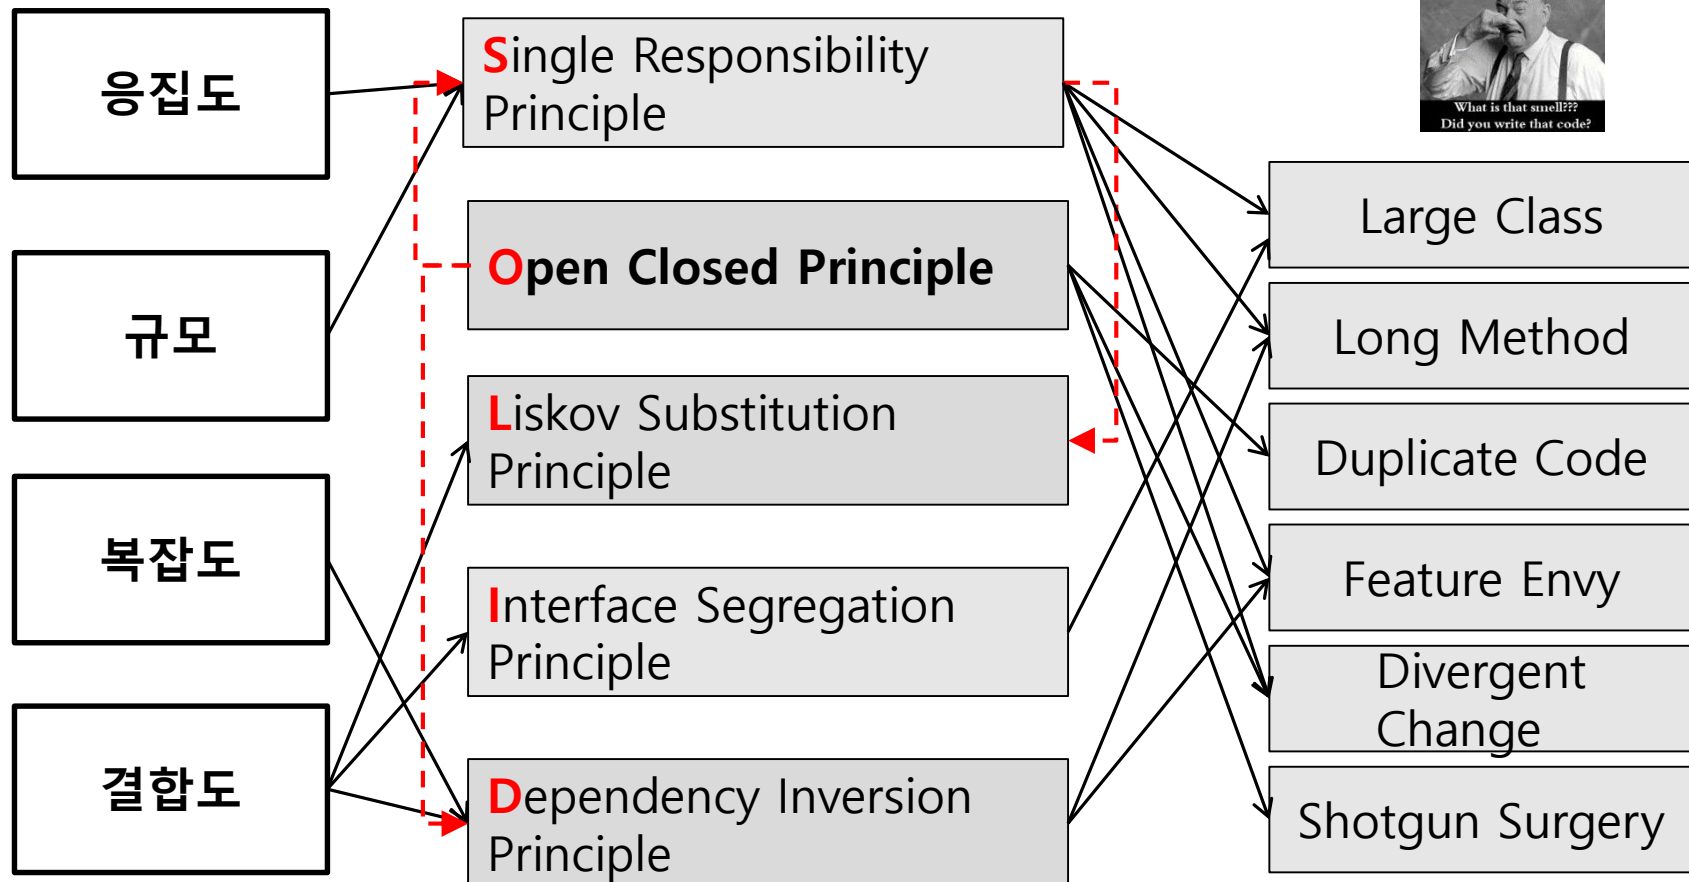 응집도
규모
복잡도
결합도
Single Responsibility
Principle
Open Closed Principle
Liskov Substitution
Principle
Interface Segregation
Principle
Dependency Inversion
Principle
What is that smell???
Did you write that code?
Large Class
Long Method
Duplicate Code
Feature Envy
Divergent
Change
Shotgun Surgery